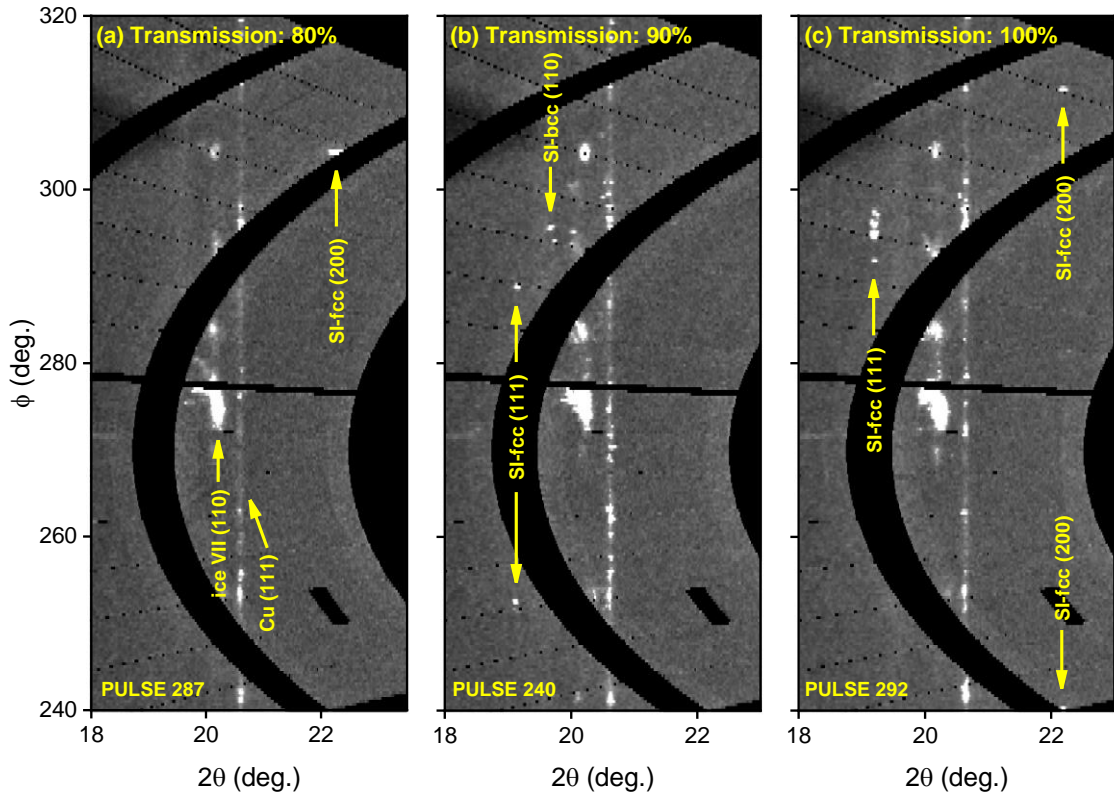 (a) Transmission: 80%
(b) Transmission: 90%
(c) Transmission: 100%
320
300
280
260
240
ϕ (deg.)
SI-fcc (200)
ice VII (110)
Cu (111)
PULSE 287
SI-bcc (110)
SI-fcc (111)
PULSE 240
SI-fcc (111)
SI-fcc (200)
SI-fcc (200)
PULSE 292
18 20 22
18 20 22
18 20 22
2θ (deg.)
2θ (deg.)
2θ (deg.)